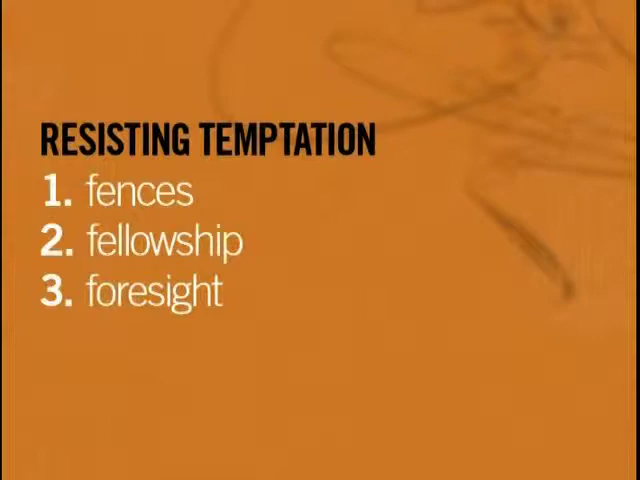 RESISTING TEMPTATION
1. fences
2. fellowship
3. foresight